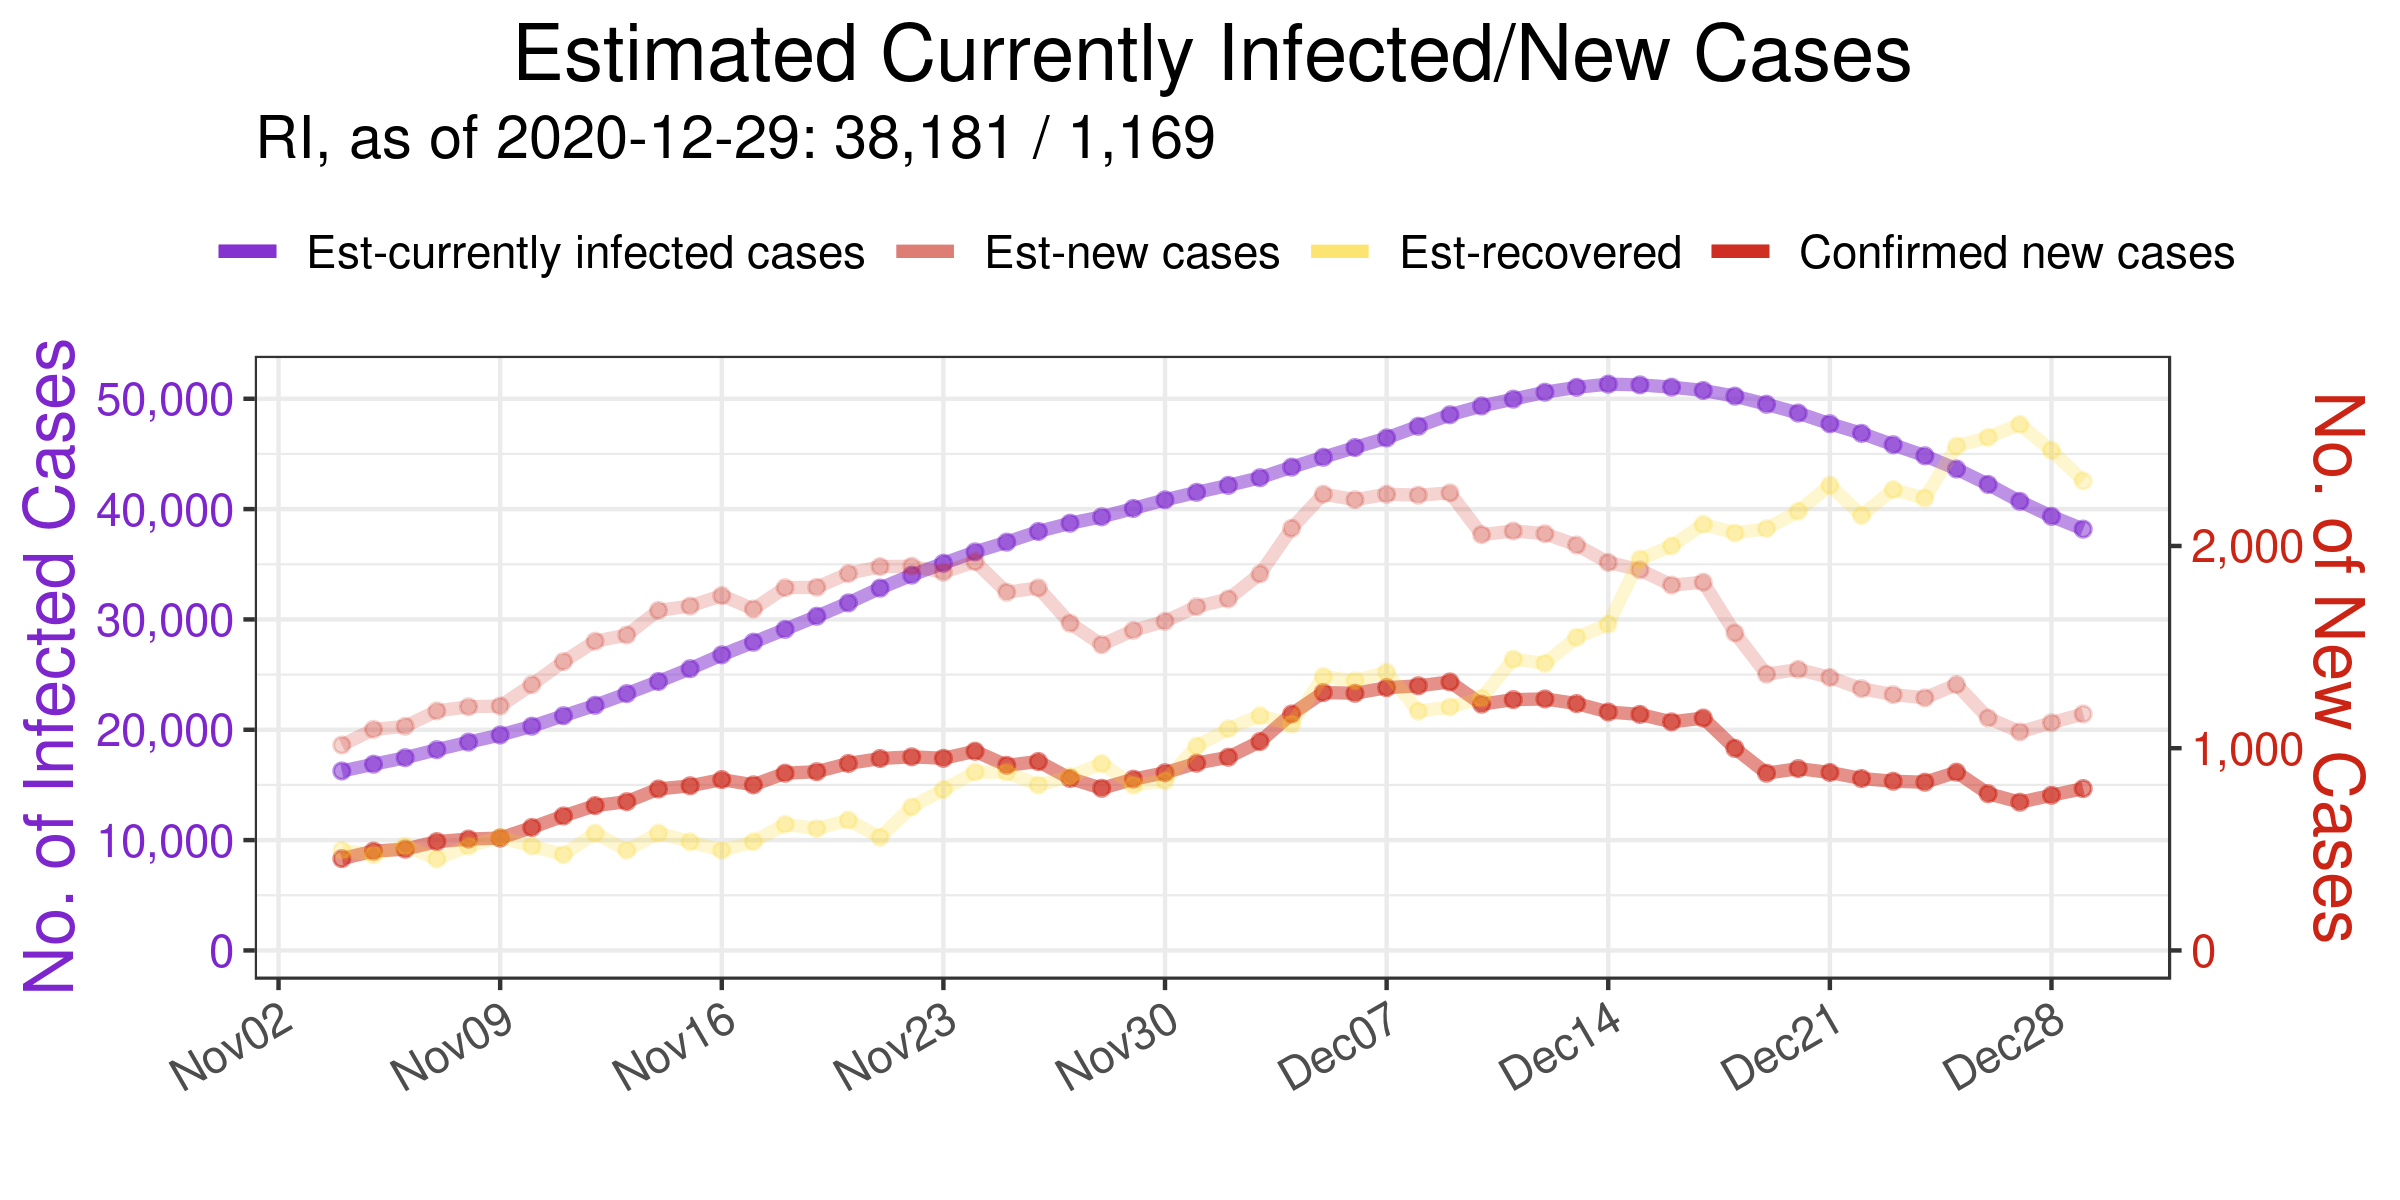 Estimated Currently Infected/New Cases
RI, as of 2020-12-29: 38,181 / 1,169
Est-currently infected cases Est-new cases Est-recovered Confirmed new cases
No. of Infected Cases
50,000
40,000
30,000
20,000
10,000
0
No. of New Cases
2,000
1,000
0
Nov02 Nov09 Nov16 Nov23 Nov30 Dec07 Dec14 Dec21 Dec28